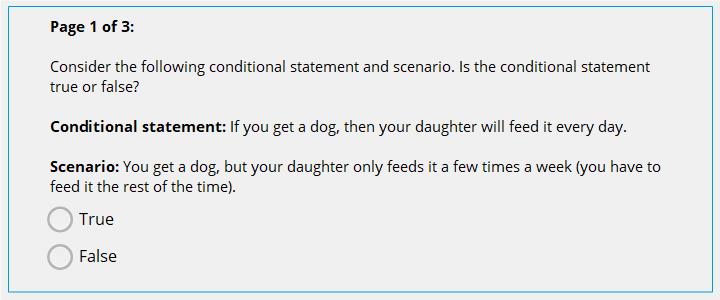 Page 1 of 3:
Consider the following conditional statement and scenario. Is the conditional statement
true or false?
Conditional statement: If you get a dog, then your daughter will feed it every day.
Scenario: You get a dog, but your daughter only feeds it a few times a week (you have to
feed it the rest of the time).
True
False